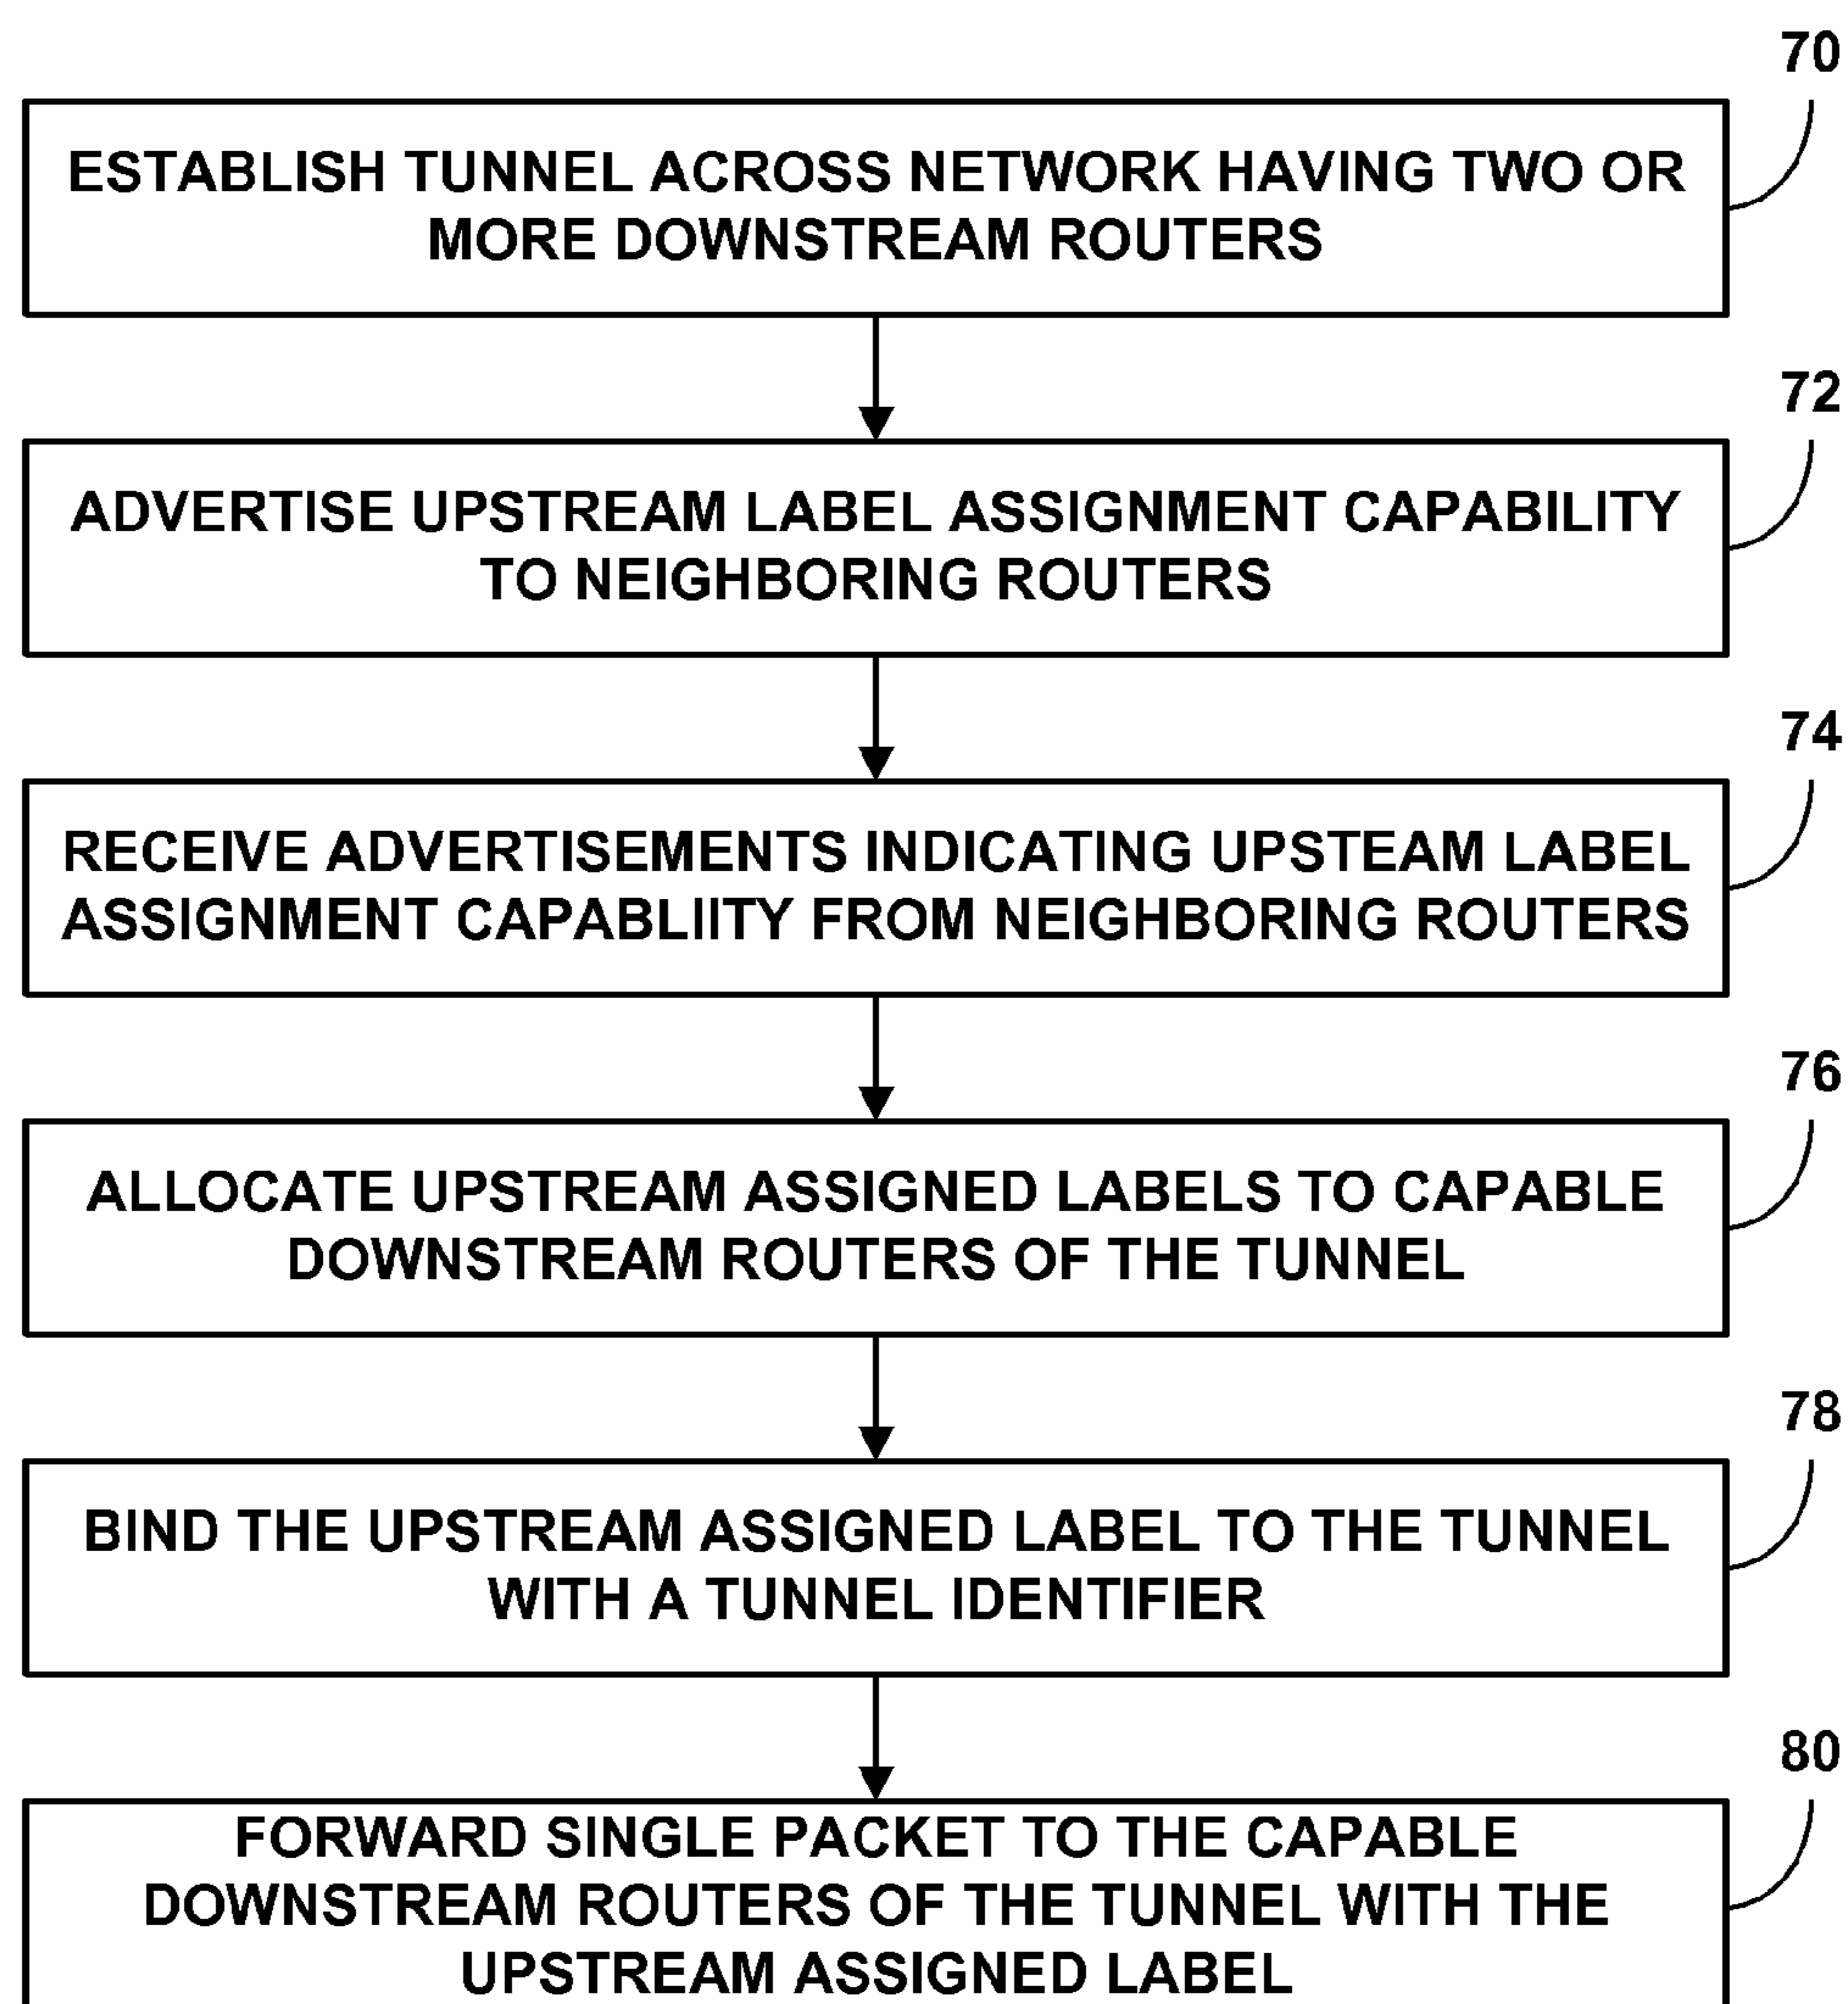 70
ESTABLISH TUNNEL ACROSS NETWORK HAVING TWO OR
MORE DOWNSTREAM ROUTERS
72
ADVERTISE UPSTREAM LABEL ASSIGNMENT CAPABILITY
TO NEIGHBORING ROUTERS
74
RECEIVE ADVERTISEMENTS INDICATING UPSTEAM LABEL
ASSIGNMENT CAPABLIITY FROM NEIGHBORING ROUTERS
76
ALLOCATE UPSTREAM ASSIGNED LABELS TO CAPABLE
DOWNSTREAM ROUTERS OF THE TUNNEL
78
BIND THE UPSTREAM ASSIGNED LABEL TO THE TUNNEL
WITH A TUNNEL IDENTIFIER
80
FORWARD SINGLE PACKET TO THE CAPABLE
DOWNSTREAM ROUTERS OF THE TUNNEL WITH THE
UPSTREAM ASSIGNED LABEL